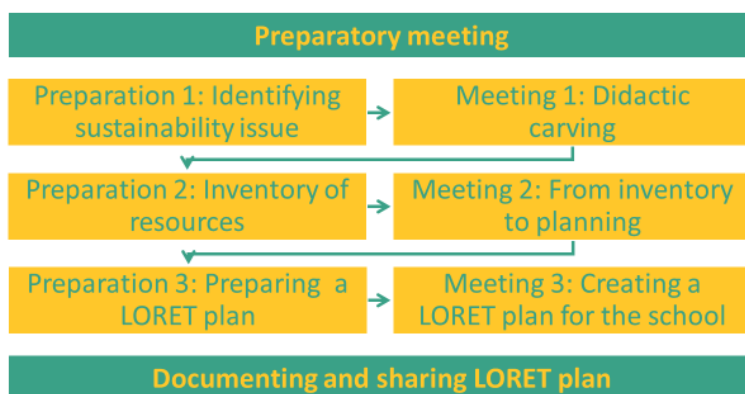 Preparatory meeting
Preparation 1: Identifying
sustainability issue
Meeting 1: Didactic
carving
Preparation 2: Inventory of
resources
Meeting 2: From inventory
to planning
Preparation 3: Preparing a
LORET plan
Meeting 3: Creating a
LORET plan for the school
Documenting and sharing LORET plan